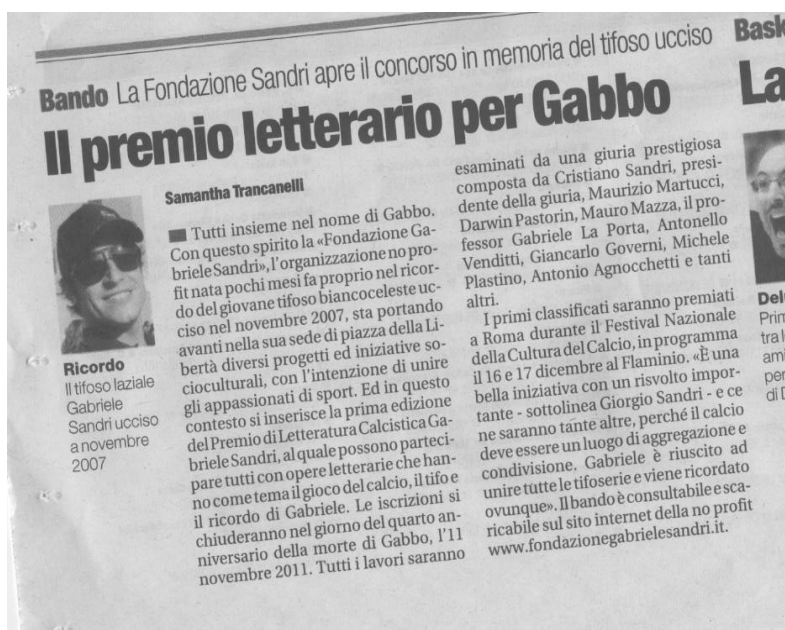 Bando La Fondazione Sandri apre il concorso in memoria del tifoso ucciso
Il premio letterario per Gabbo
Ricordo
Il tifoso laziale
Gabriele
Sandri ucciso
a novembre
2007
Samantha Trancanelli
Tutti insieme nel nome di Gabbo.
Con questo spirito la «Fondazione Ga-
briele Sandri», l'organizzazione no pro-
fit nata pochi mesi fa proprio nel ricor-
do del giovane tifoso biancoceleste uc-
ciso nel novembre 2007, sta portando
avanti nella sua sede di piazza della Li-
bertà diversi progetti ed iniziative so-
cioculturali, con l'intenzione di unire
gli appassionati di sport. Ed in questo
contesto si inserisce la prima edizione
del Premio di Letteratura Calcistica Ga-
briele Sandri, al quale possono parteci-
pare tutti con opere letterarie che han-
no come tema il gioco del calcio, il tifo e
il ricordo di Gabriele. Le iscrizioni si
chiuderanno nel giorno del quarto an-
niversario della morte di Gabbo, l'11
novembre 2011. Tutti i lavori saranno
esaminati da una giuria prestigiosa
composta da Cristiano Sandri, presi-
dente della giuria, Maurizio Martucci,
Darwin Pastorin, Mauro Mazza, il pro-
fessor Gabriele La Porta, Antonello
Venditti, Giancarlo Governi, Michele
Plastino, Antonio Agnocchetti e tanti
altri.
I primi classificati saranno premiati
a Roma durante il Festival Nazionale
della Cultura del Calcio, in programma
il 16 e 17 dicembre al Flaminio. «È una
bella iniziativa con un risvolto impor-
tante - sottolinea Giorgio Sandri - e ce
ne saranno tante altre, perché il calcio
deve essere un luogo di aggregazione e
condivisione. Gabriele è riuscito ad
unire tutte le tifoserie e viene ricordato
ovunque». Il bando è consultabile e sca-
ricabile sul sito internet della no profit
www.fondazionegabrielesandri.it.
Bask
La
Prim
tra l
ami
per
di D